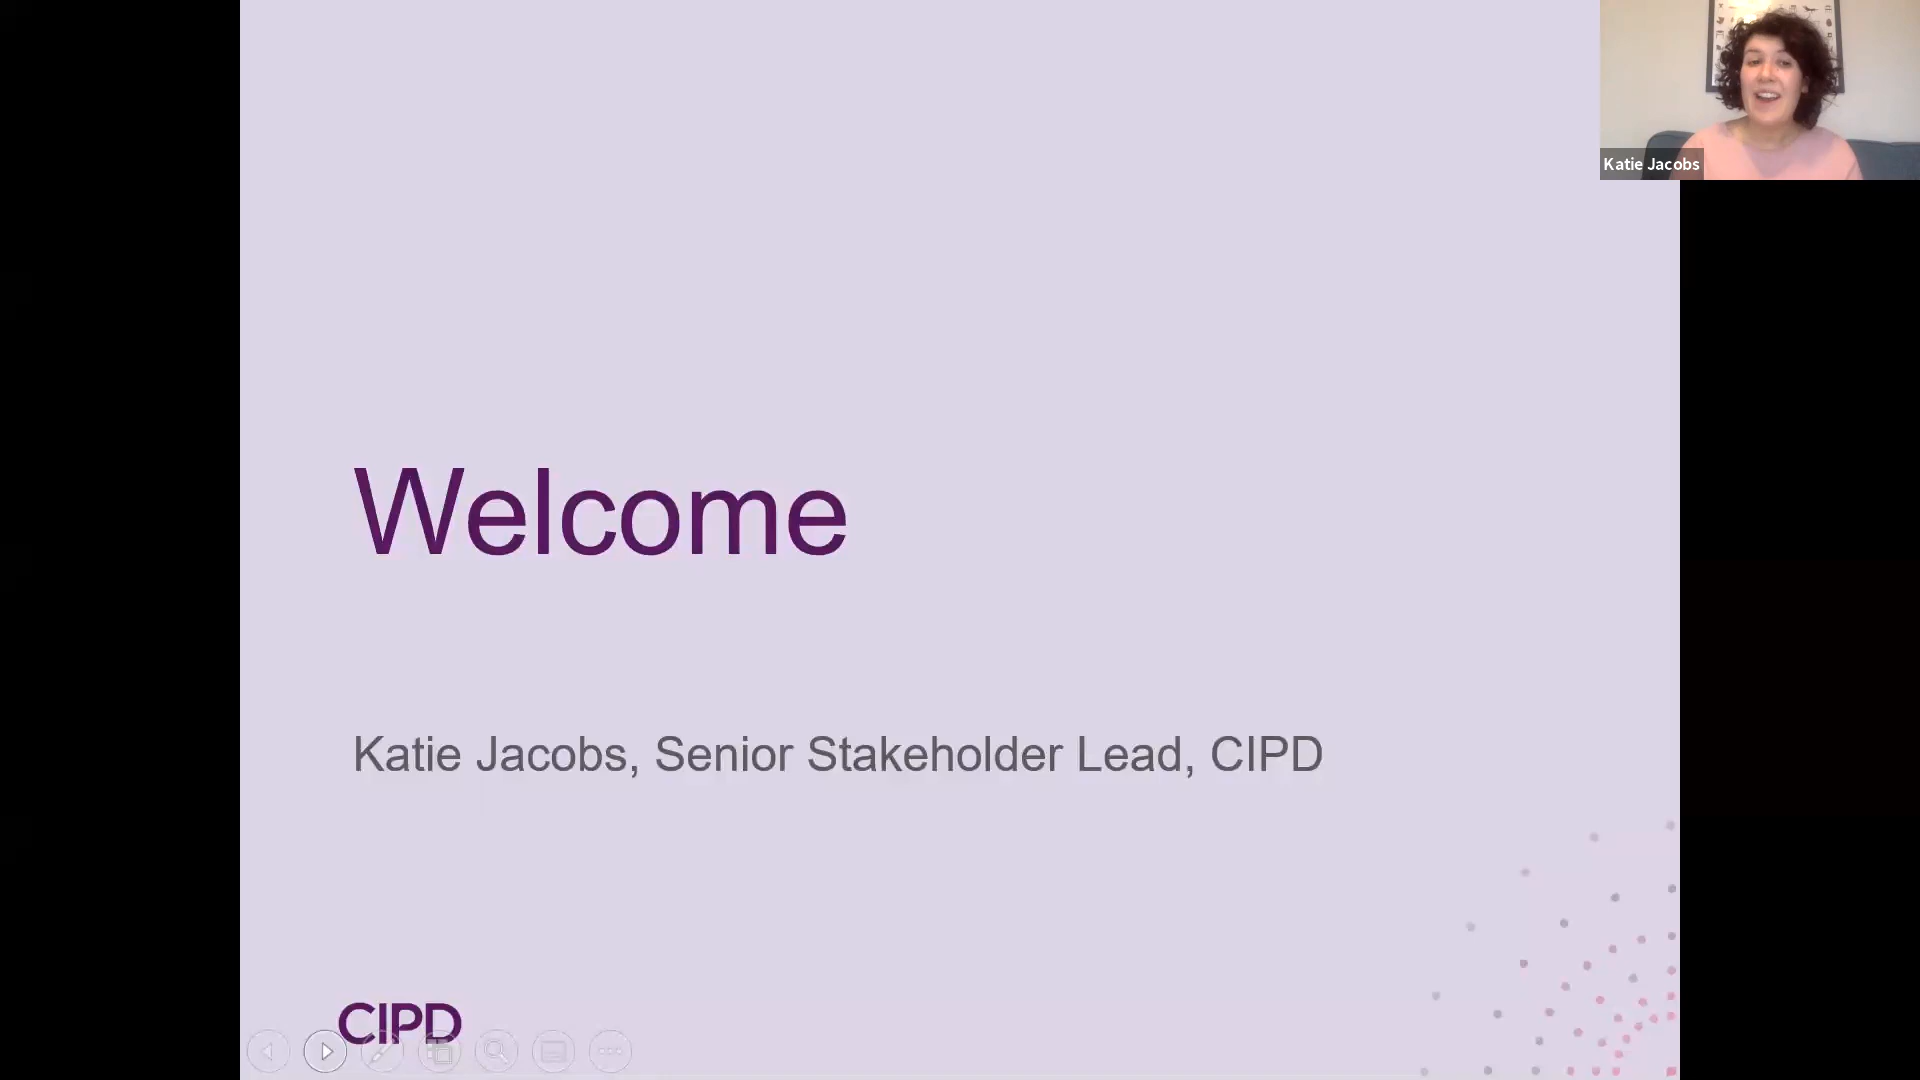 Katie Jacobs
Welcome
Katie Jacobs, Senior Stakeholder Lead, CIPD
CIPD